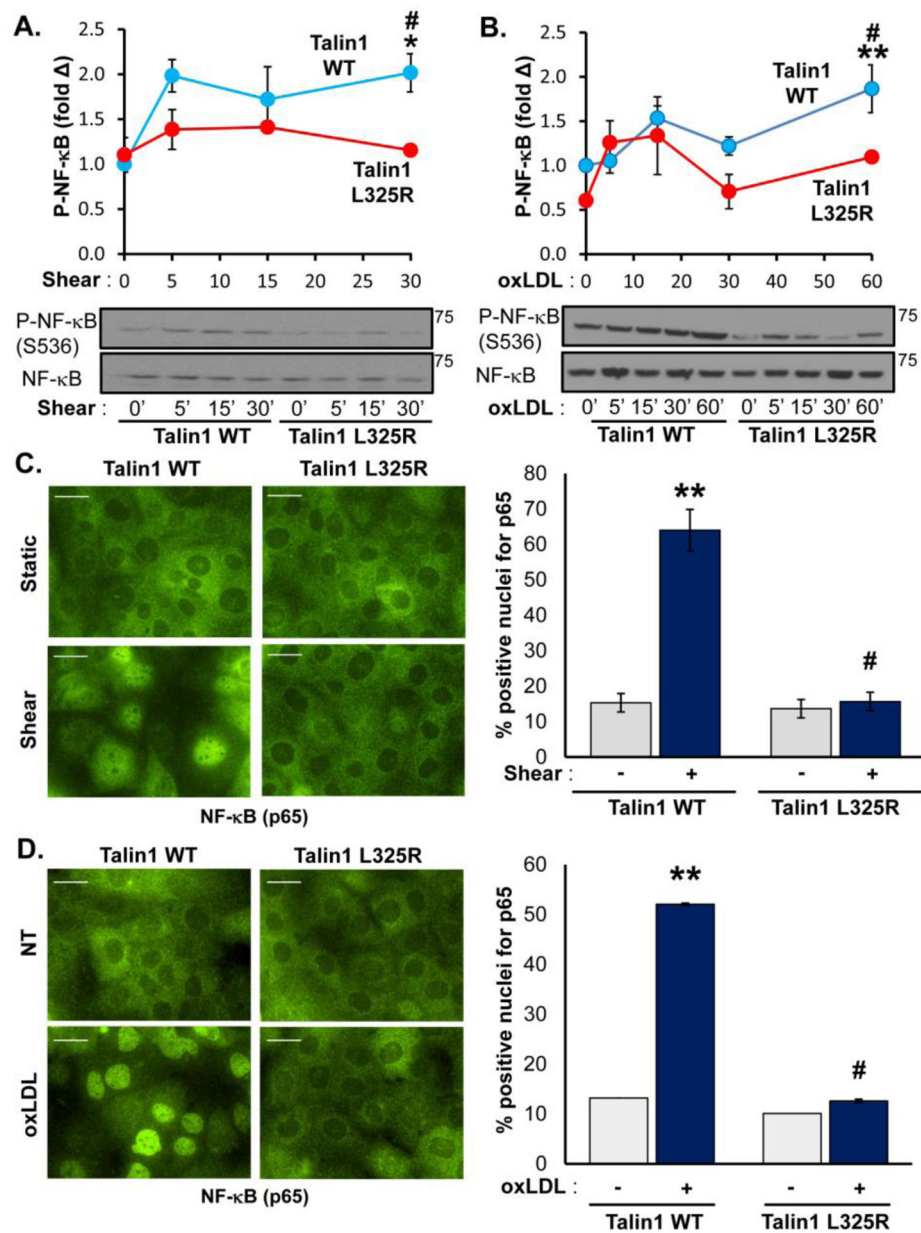 A.
P-NF-κB (fold Δ)
2.5
2.0
1.5
1.0
0.5
0.0
Talin1
WT
#
*
Talin1
L325R
Shear : 0 5 10 15 20 25 30
P-NF-κB
(S536)
75
NF-κB
75
Shear : 0’ 5’ 15’ 30’ 0’ 5’ 15’ 30’
Talin1 WT Talin1 L325R
B.
P-NF-κB (fold Δ)
2.5
2.0
1.5
1.0
0.5
0.0
Talin1
WT
#
**
Talin1
L325R
oxLDL : 0 10 20 30 40 50 60
P-NF-κB
(S536)
75
NF-κB
75
oxLDL : 0’ 5’ 15’ 30’ 60’ 0’ 5’ 15’ 30’ 60’
Talin1 WT Talin1 L325R
C.
Talin1 WT Talin1 L325R
Static
Shear
NF-κB (p65)
% positive nuclei for p65
80
70
60
50
40
30
20
10
0
**
#
Shear : - + - +
Talin1 WT Talin1 L325R
D.
Talin1 WT Talin1 L325R
NT
oxLDL
NF-κB (p65)
% positive nuclei for p65
60
50
40
30
20
10
0
**
#
oxLDL : - + - +
Talin1 WT Talin1 L325R